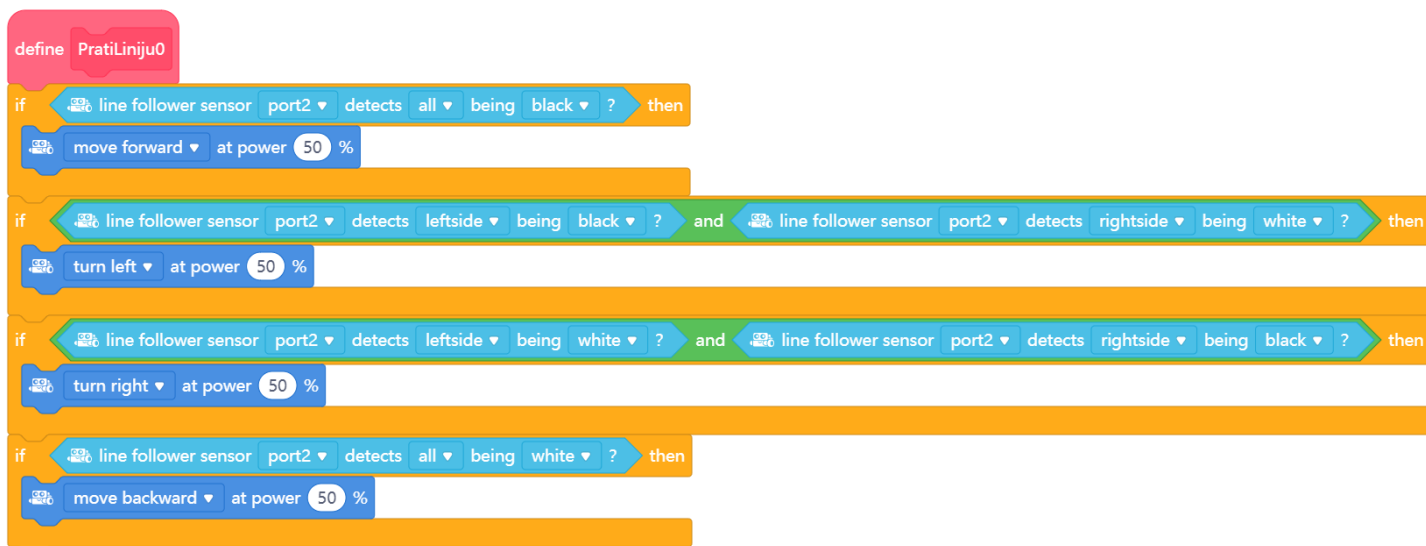 define PratiLiniju0
if line follower sensor port2 detects all being black ? then
move forward at power 50 %
if line follower sensor port2 detects leftside being black ? and line follower sensor port2 detects rightside being white ? then
turn left at power 50 %
if line follower sensor port2 detects leftside being white ? and line follower sensor port2 detects rightside being black ? then
turn right at power 50 %
if line follower sensor port2 detects all being white ? then
move backward at power 50 %